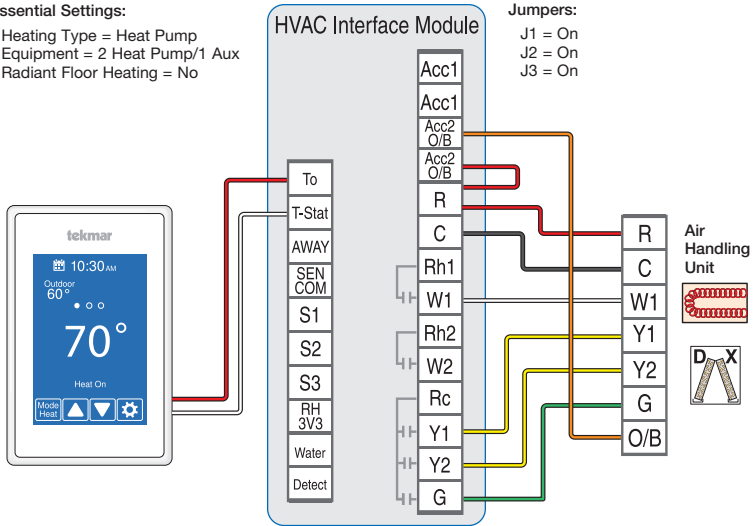 ssential Settings:
Heating Type = Heat Pump
Equipment = 2 Heat Pump/1 Aux
Radiant Floor Heating = No
HVAC Interface Module
Jumpers:
J1 = On
J2 = On
J3 = On
To
T-Stat
AWAY
SEN
COM
S1
S2
S3
RH
3V3
Water
Detect
Acc1
Acc1
Acc2
O/B
Acc2
O/B
R
C
Rh1
W1
Rh2
W2
Rc
Y1
Y2
G
R
C
W1
Y1
Y2
G
O/B
Air
Handling
Unit
D X
tekmar
10:30 AM
Outdoor
60°
70°
Heat On
Mode
Heat